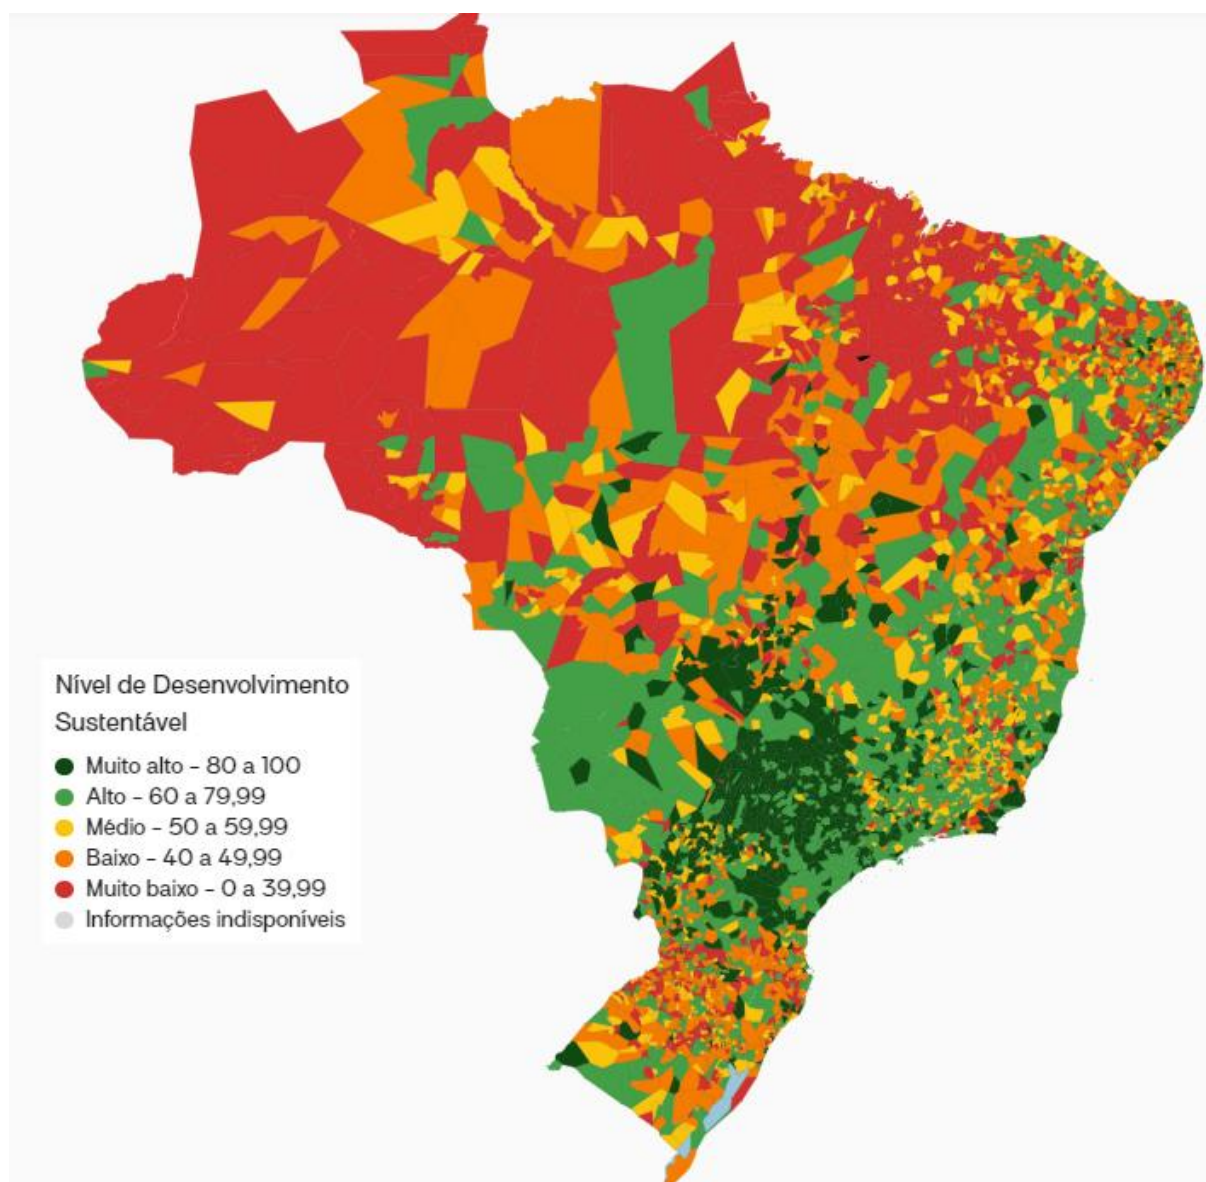 Nível de Desenvolvimento
Sustentável
Muito alto – 80 a 100
Alto – 60 a 79,99
Médio – 50 a 59,99
Baixo – 40 a 49,99
Muito baixo – 0 a 39,99
Informações indisponíveis